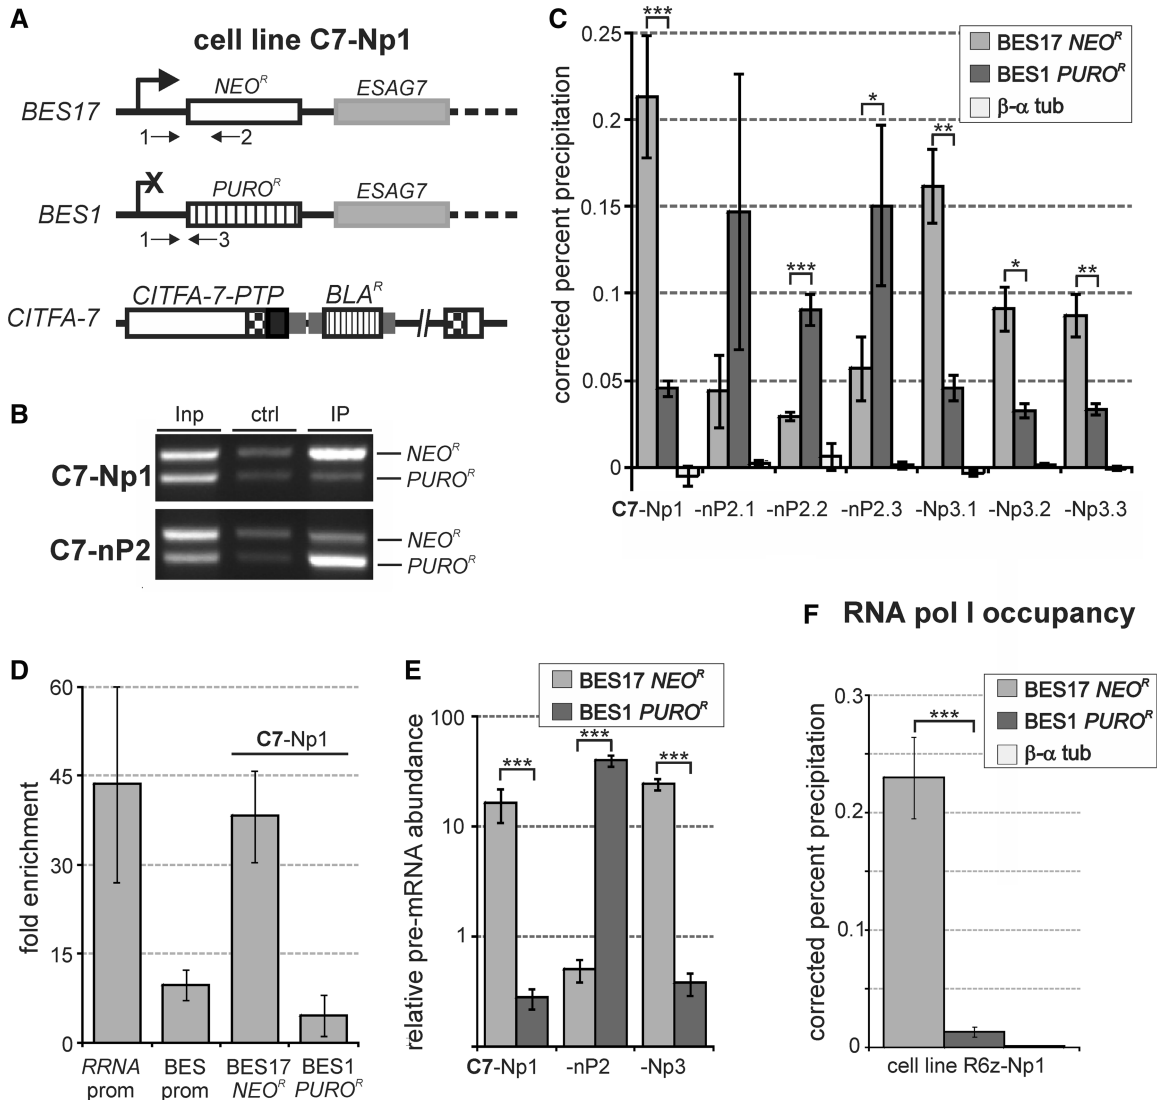 A
cell line C7-Np1
BES17
NEO^R
ESAG7
1
2
BES1
X
PURO^R
ESAG7
1
3
CITFA-7
CITFA-7-PTP
BLA^R
//
B
Inp
ctrl
IP
C7-Np1
NEO^R
PURO^R
C7-nP2
NEO^R
PURO^R
C
BES17 NEO^R
BES1 PURO^R
β-α tub
corrected percent precipitation
0.25
0.2
0.15
0.1
0.05
0
***
***
*
**
*
**
C7-Np1
-nP2.1
-nP2.2
-nP2.3
-Np3.1
-Np3.2
-Np3.3
D
fold enrichment
60
45
30
15
0
C7-Np1
RRNA prom
BES prom
BES17 NEO^R
BES1 PURO^R
E
BES17 NEO^R
BES1 PURO^R
relative pre-mRNA abundance
100
10
1
***
***
***
C7-Np1
-nP2
-Np3
F
RNA pol I occupancy
BES17 NEO^R
BES1 PURO^R
β-α tub
corrected percent precipitation
0.3
0.2
0.1
0
***
cell line R6z-Np1